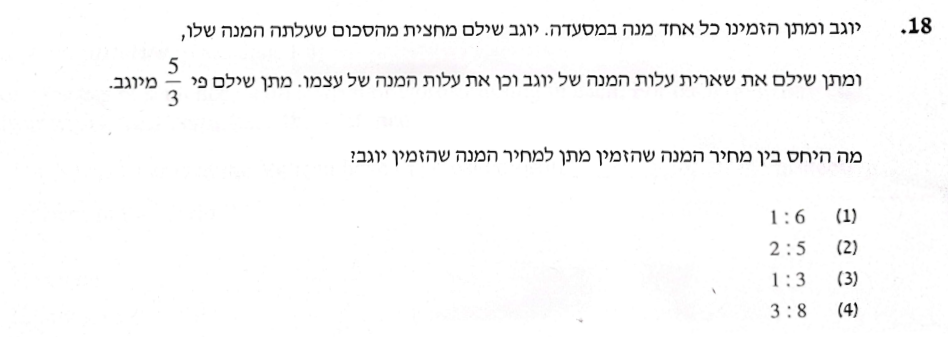 18. יוגב ומתן הזמינו כל אחד מנה במסעדה. יוגב שילם מחצית מהסכום שעלתה המנה שלו,
ומתן שילם את שארית עלות המנה של יוגב וכן את עלות המנה של עצמו. מתן שילם פי 5/3 מיוגב.
מה היחס בין מחיר המנה שהזמין מתן למחיר המנה שהזמין יוגב?
(1) 1 : 6
(2) 2 : 5
(3) 1 : 3
(4) 3 : 8